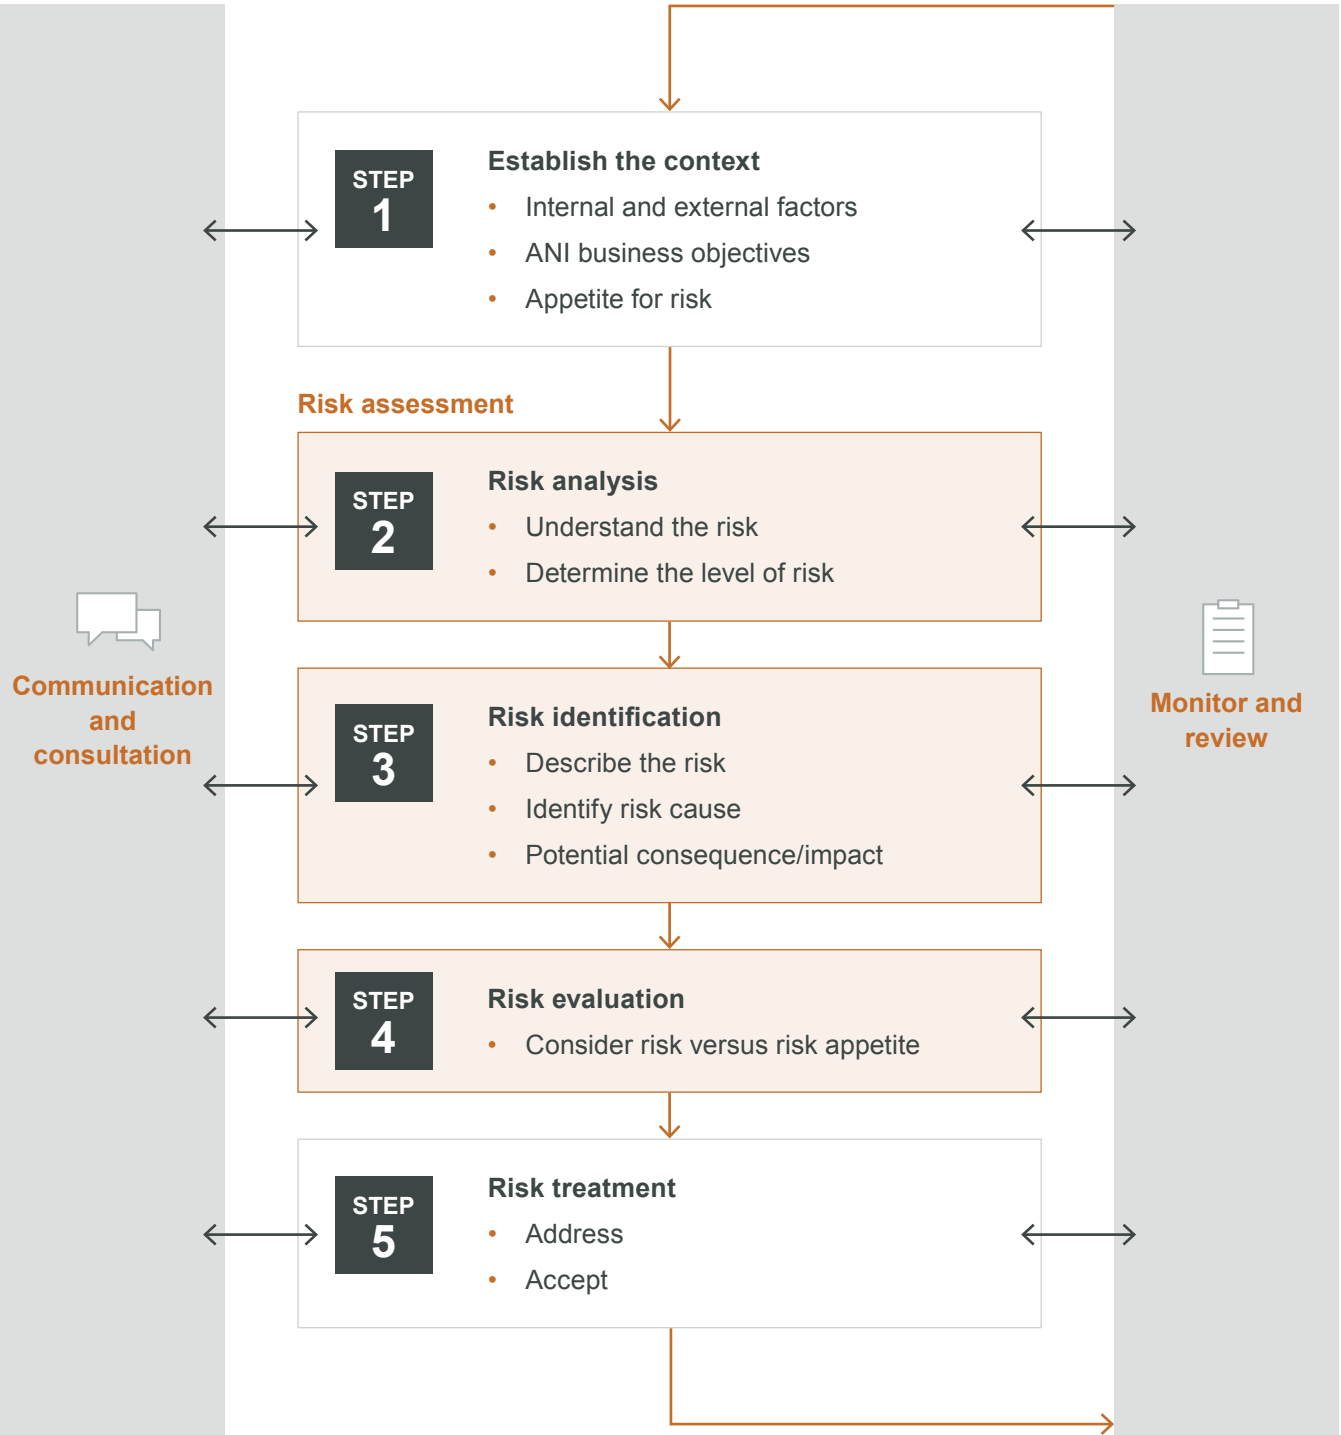 STEP
1
Establish the context
• Internal and external factors
• ANI business objectives
• Appetite for risk
Risk assessment
STEP
2
Risk analysis
• Understand the risk
• Determine the level of risk
Communication
and
consultation
STEP
3
Risk identification
• Describe the risk
• Identify risk cause
• Potential consequence/impact
Monitor and
review
STEP
4
Risk evaluation
• Consider risk versus risk appetite
STEP
5
Risk treatment
• Address
• Accept